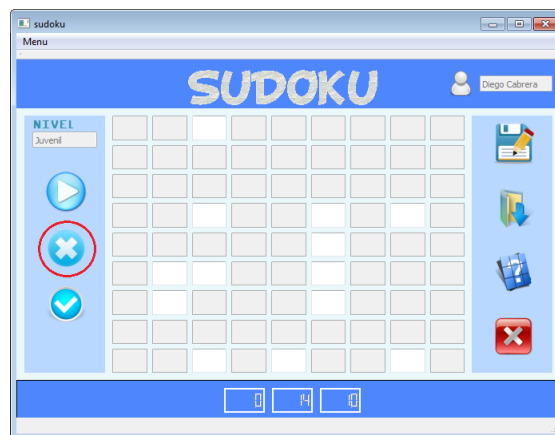 sudoku
Menu
SUDOKU
Diego Cabrera
NIVEL
Juvenil
0 14 10